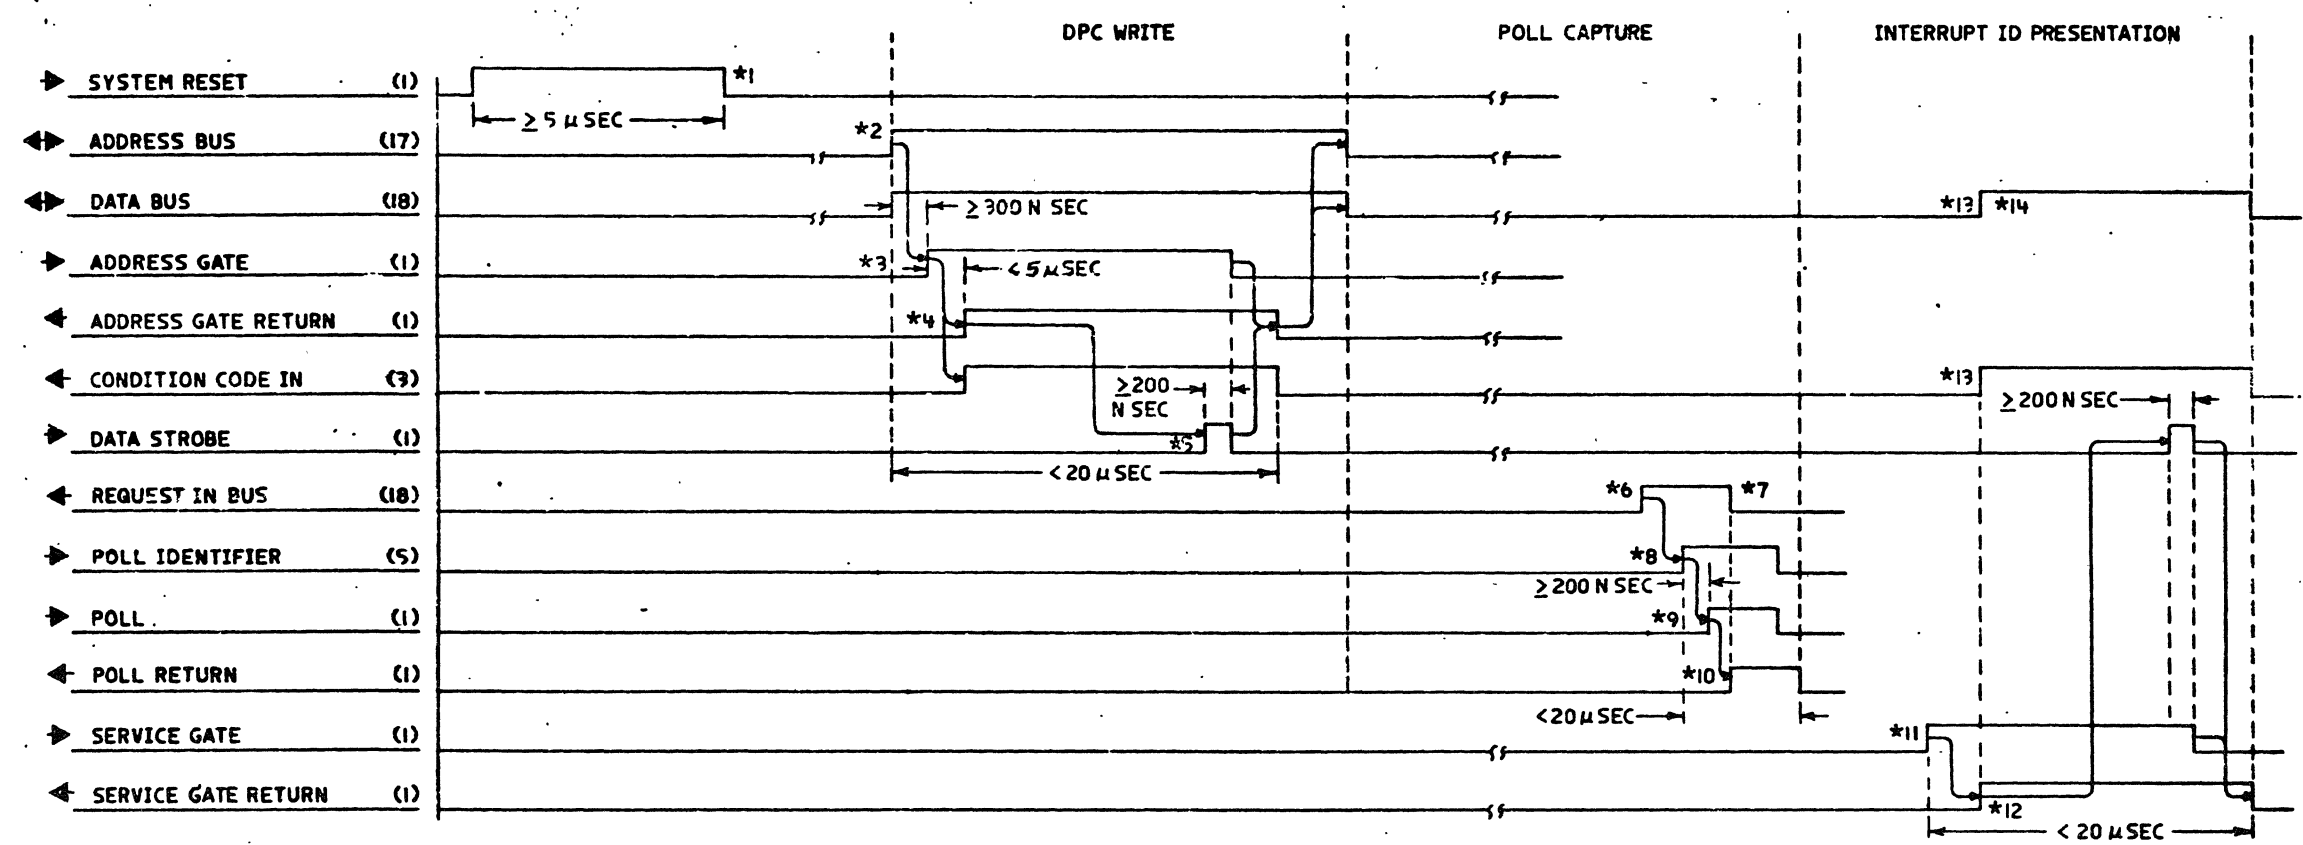 DPC WRITE POLL CAPTURE INTERRUPT ID PRESENTATION
SYSTEM RESET (1) *1
≥ 5 μ SEC
ADDRESS BUS (17) *2
DATA BUS (18) ≥ 300 N SEC *13 *14
ADDRESS GATE (1) *3 < 5 μ SEC
ADDRESS GATE RETURN (1) *4
CONDITION CODE IN (3) *13
≥ 200 N SEC
≥ 200 N SEC
DATA STROBE (1) *5
< 20 μ SEC
REQUEST IN BUS (18) *6 *7
POLL IDENTIFIER (5) *8
≥ 200 N SEC
POLL (1) *9
POLL RETURN (1) *10
< 20 μ SEC
SERVICE GATE (1) *11
SERVICE GATE RETURN (1) *12
< 20 μ SEC